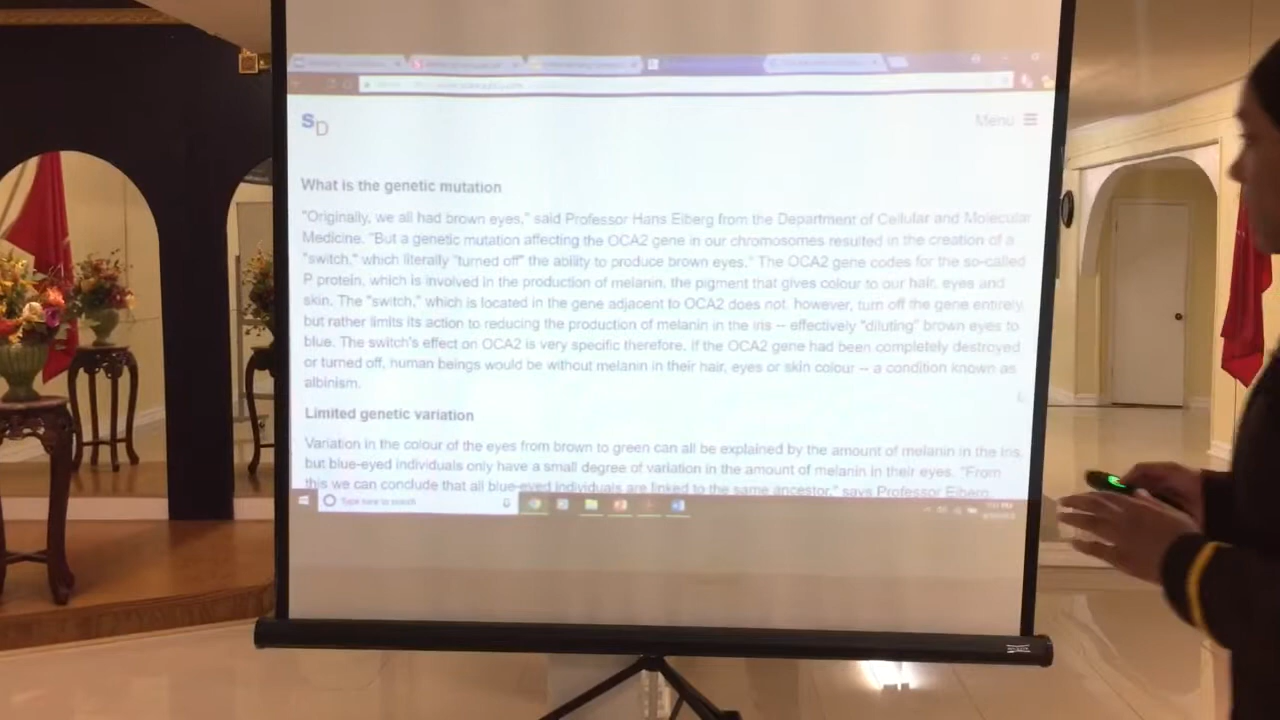 SD
Menu
What is the genetic mutation
"Originally, we all had brown eyes," said Professor Hans Eiberg from the Department of Cellular and Molecular
Medicine. "But a genetic mutation affecting the OCA2 gene in our chromosomes resulted in the creation of a
"switch," which literally "turned off" the ability to produce brown eyes." The OCA2 gene codes for the so-called
P protein, which is involved in the production of melanin, the pigment that gives colour to our hair, eyes and
skin. The "switch," which is located in the gene adjacent to OCA2 does not, however, turn off the gene entirely,
but rather limits its action to reducing the production of melanin in the iris -- effectively "diluting" brown eyes to
blue. The switch's effect on OCA2 is very specific therefore. If the OCA2 gene had been completely destroyed
or turned off, human beings would be without melanin in their hair, eyes or skin colour -- a condition known as
albinism.
Limited genetic variation
Variation in the colour of the eyes from brown to green can all be explained by the amount of melanin in the iris,
but blue-eyed individuals only have a small degree of variation in the amount of melanin in their eyes. "From
this we can conclude that all blue-eyed individuals are linked to the same ancestor," says Professor Eiberg.
Type here to search